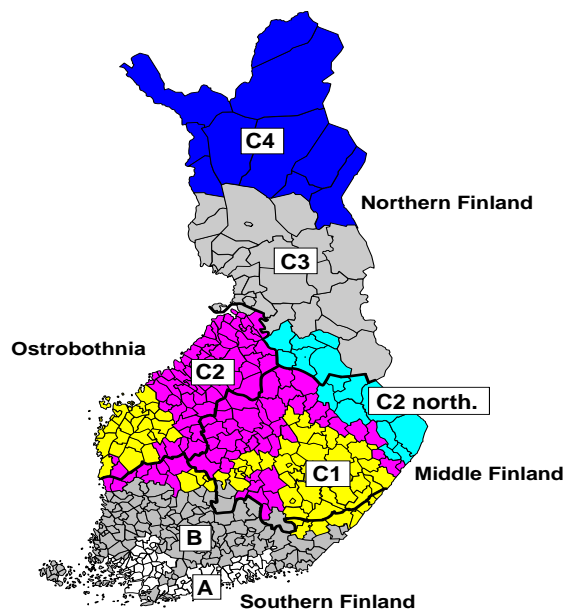 C4
Northern Finland
C3
Ostrobothnia
C2
C2 north.
C1
Middle Finland
B
A
Southern Finland